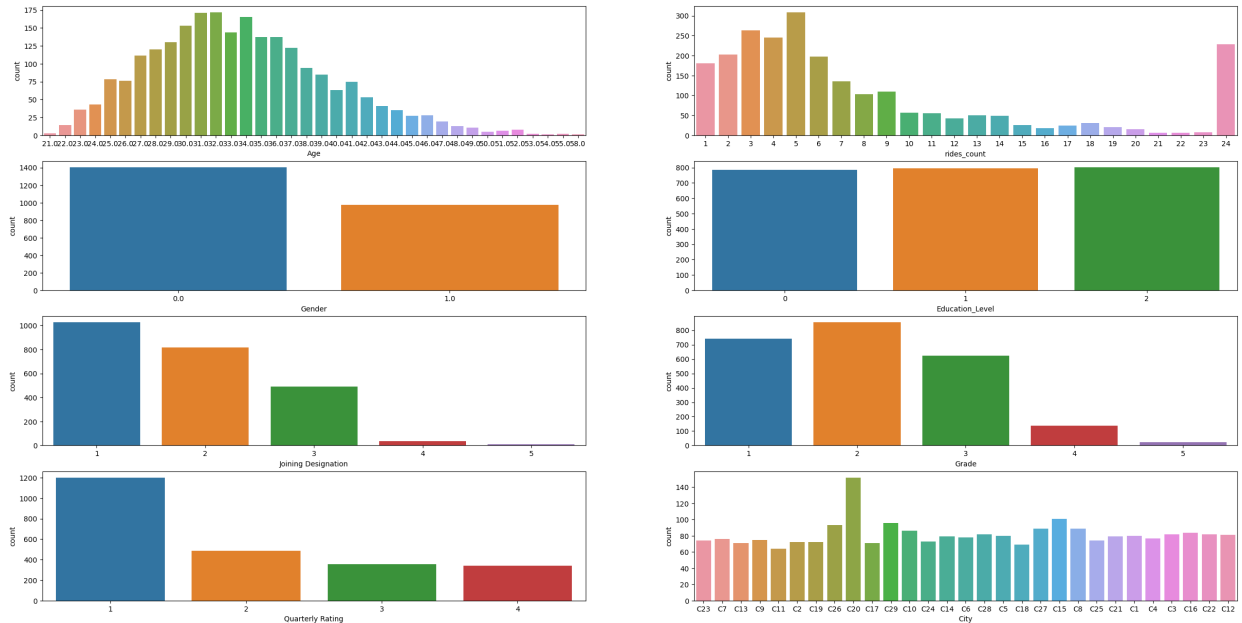 175
150
125
100
75
50
25
0
count
21.022.023.024.025.026.027.028.029.030.031.032.033.034.035.036.037.038.039.040.041.042.043.044.045.046.047.048.049.050.051.052.053.054.055.058.0
Age
300
250
200
150
100
50
0
count
1 2 3 4 5 6 7 8 9 10 11 12 13 14 15 16 17 18 19 20 21 22 23 24
rides_count
1400
1200
1000
800
600
400
200
0
count
0.0 1.0
Gender
800
700
600
500
400
300
200
100
0
count
0 1 2
Education_Level
1000
800
600
400
200
0
count
1 2 3 4 5
Joining Designation
800
700
600
500
400
300
200
100
0
count
1 2 3 4 5
Grade
1200
1000
800
600
400
200
0
count
1 2 3 4
Quarterly Rating
140
120
100
80
60
40
20
0
count
C23 C7 C13 C9 C11 C2 C19 C26 C20 C17 C29 C10 C24 C14 C6 C28 C5 C18 C27 C15 C8 C25 C21 C1 C4 C3 C16 C22 C12
City